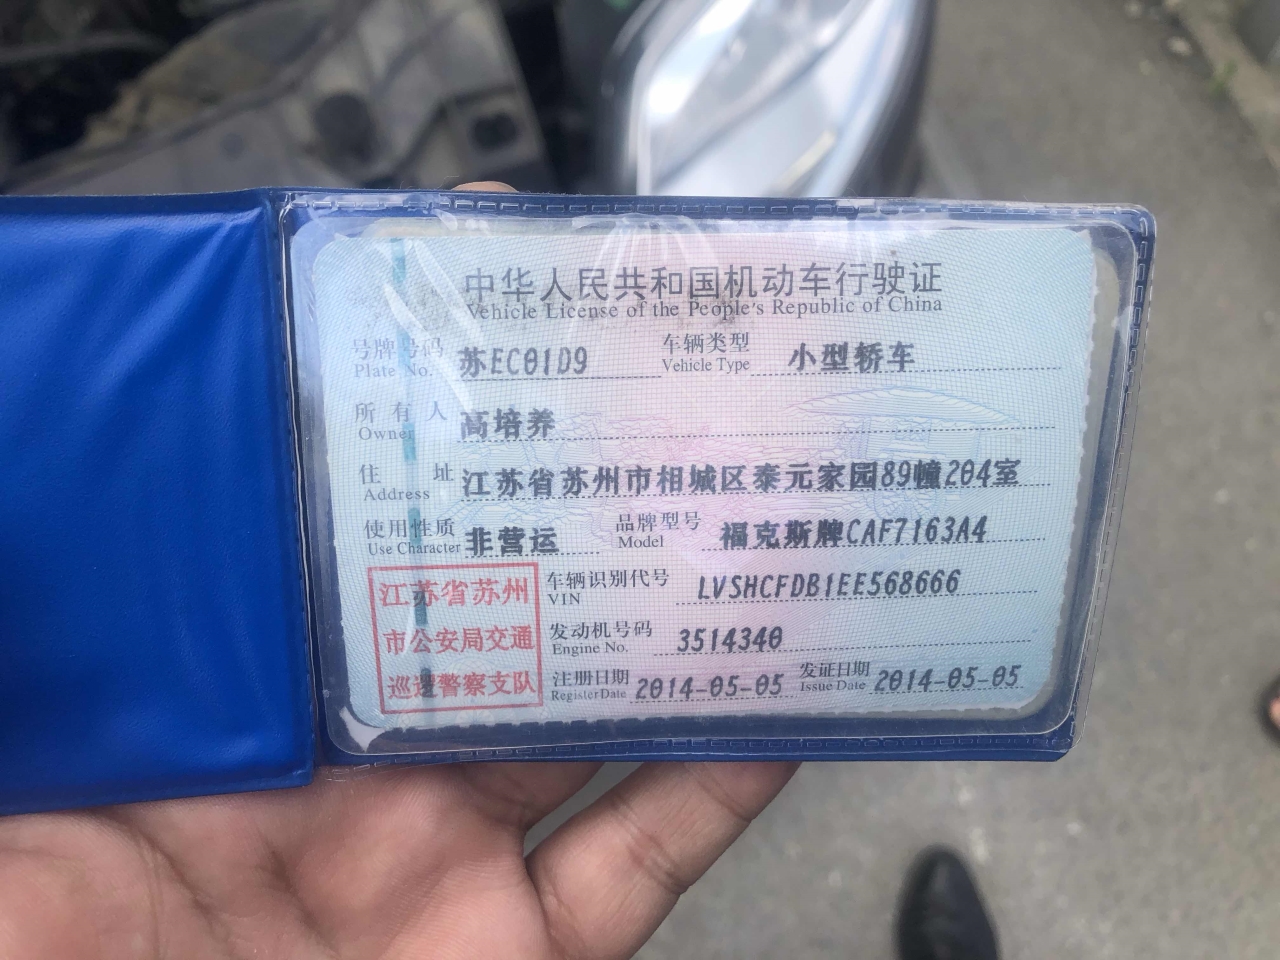 中华人民共和国机动车行驶证
Vehicle License of the People's Republic of China
号牌号码 苏EC01D9 车辆类型 小型轿车
Plate No. Vehicle Type
所有人 高培养
Owner
住址 江苏省苏州市相城区泰元家园89幢204室
Address
使用性质 非营运 品牌型号 福克斯牌CAF7163A4
Use Character Model
江苏省苏州
市公安局交通
巡逻警察支队
车辆识别代号 LVSHCFDB1EE568666
VIN
发动机号码 3514340
Engine No.
注册日期 2014-05-05 发证日期 2014-05-05
Register Date Issue Date